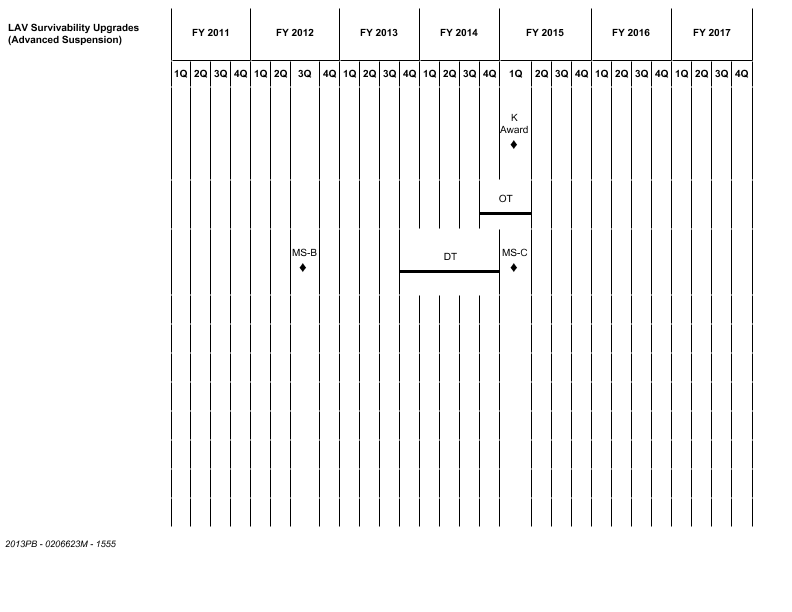 LAV Survivability Upgrades
(Advanced Suspension)
FY 2011 FY 2012 FY 2013 FY 2014 FY 2015 FY 2016 FY 2017
1Q 2Q 3Q 4Q 1Q 2Q 3Q 4Q 1Q 2Q 3Q 4Q 1Q 2Q 3Q 4Q 1Q 2Q 3Q 4Q 1Q 2Q 3Q 4Q 1Q 2Q 3Q 4Q
K
Award
OT
MS-B DT MS-C
2013PB - 0206623M - 1555